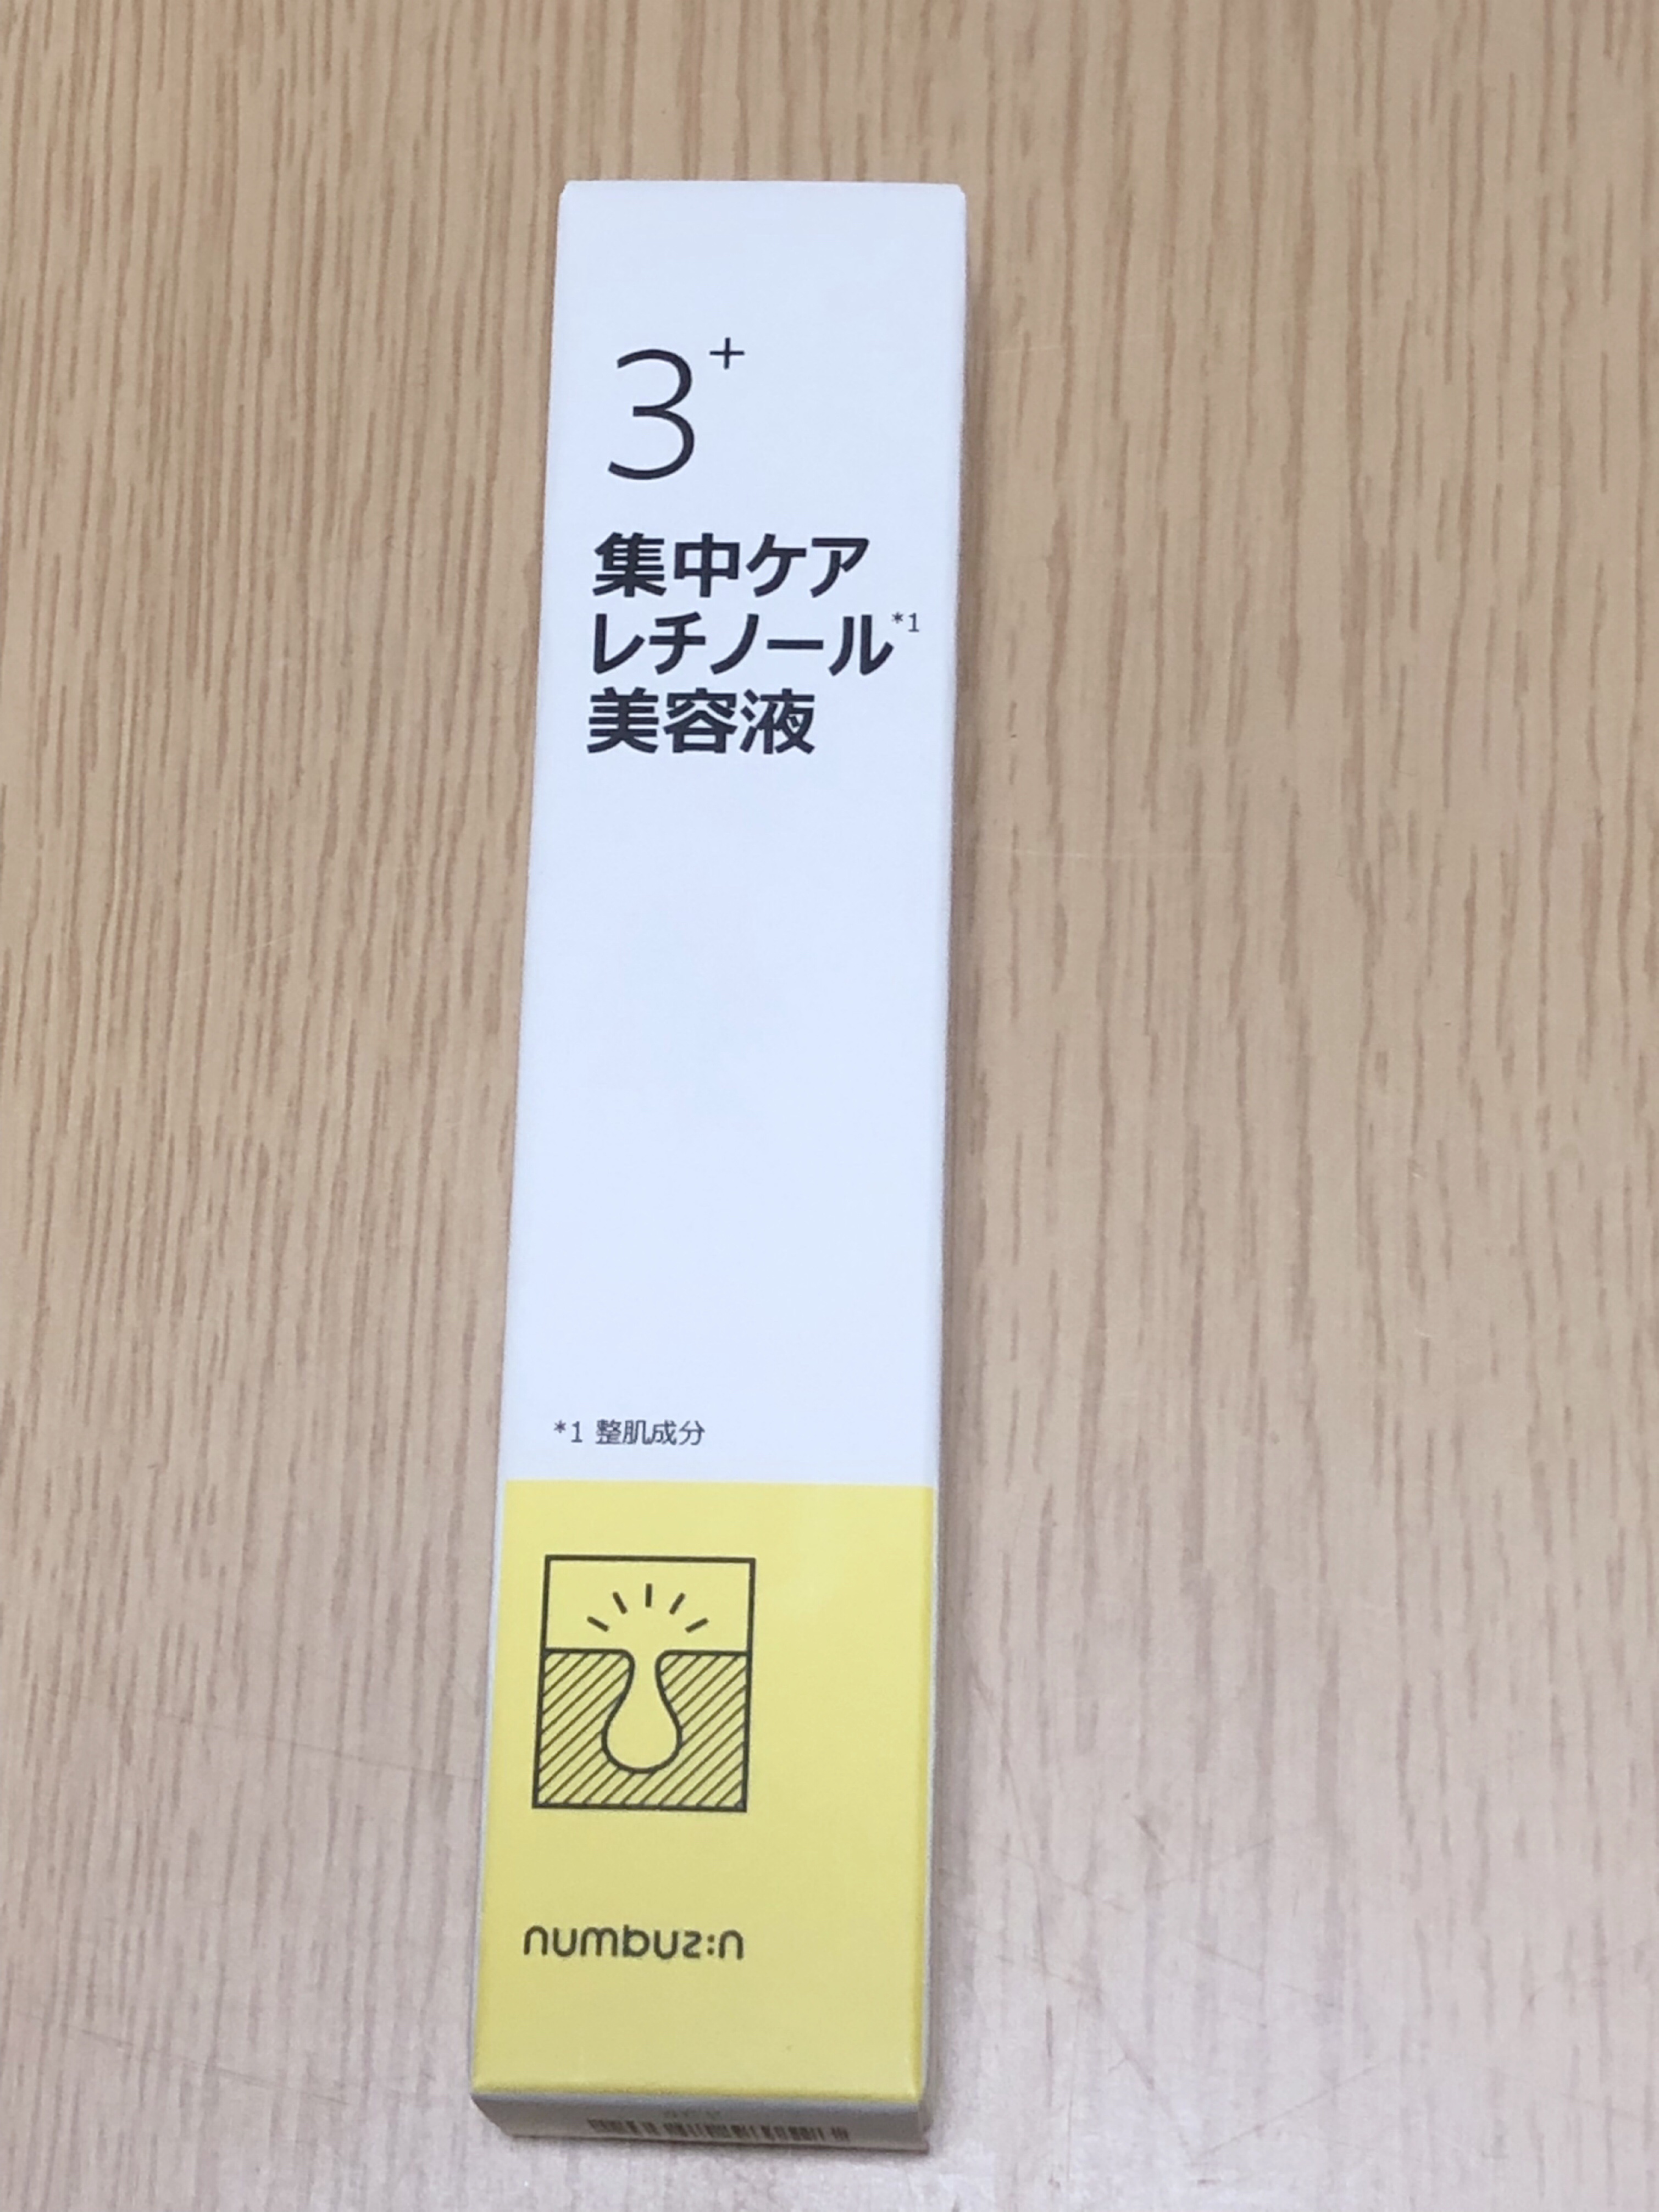 3+
集中ケア
レチノール*1
美容液
*1 整肌成分
numbuz:n